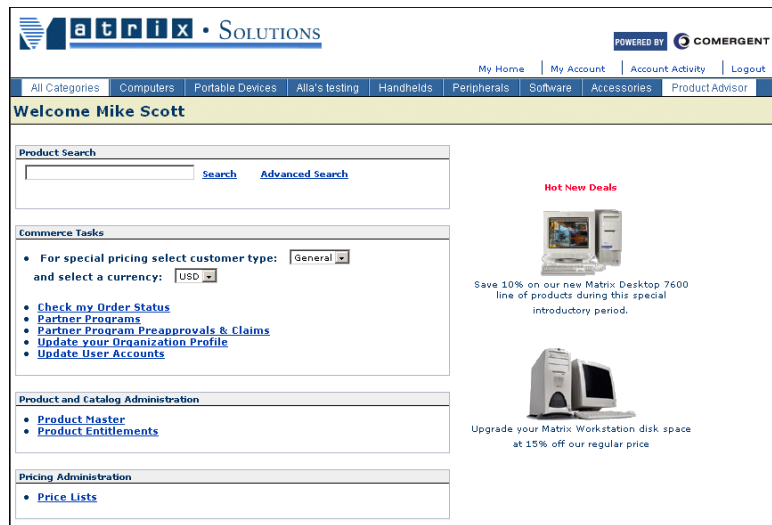 Matrix • SOLUTIONS
POWERED BY COMERGENT
My Home | My Account | Account Activity | Logout
All Categories Computers Portable Devices Alla's testing Handhelds Peripherals Software Accessories Product Advisor
Welcome Mike Scott
Product Search
Search Advanced Search
Hot New Deals
Commerce Tasks
• For special pricing select customer type: General
and select a currency: USD
• Check my Order Status
• Partner Programs
• Partner Program Preapprovals & Claims
• Update your Organization Profile
• Update User Accounts
Save 10% on our new Matrix Desktop 7600
line of products during this special
introductory period.
Product and Catalog Administration
• Product Master
• Product Entitlements
Upgrade your Matrix Workstation disk space
at 15% off our regular price
Pricing Administration
• Price Lists